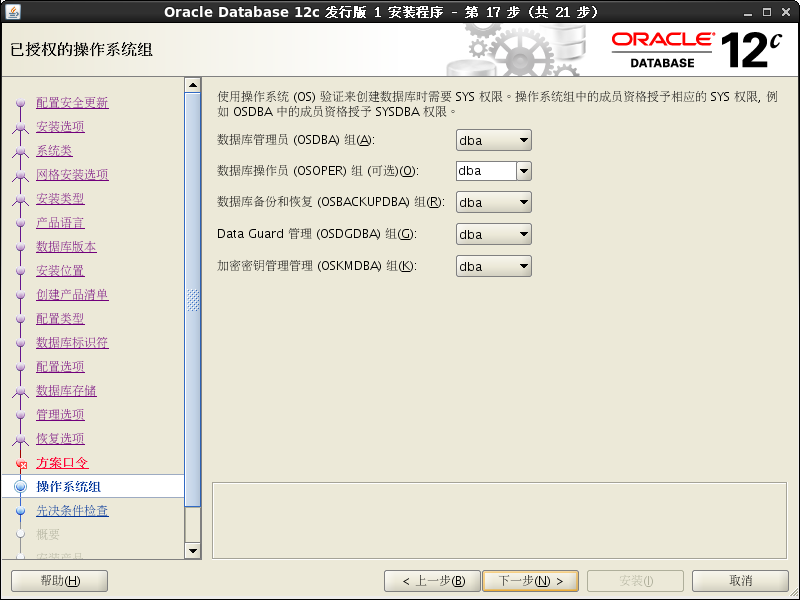 Oracle Database 12c 发行版 1 安装程序 - 第 17 步 (共 21 步)
已授权的操作系统组
ORACLE DATABASE 12c
配置安全更新
安装选项
系统类
网格安装选项
安装类型
产品语言
数据库版本
安装位置
创建产品清单
配置类型
数据库标识符
配置选项
数据库存储
管理选项
恢复选项
方案口令
操作系统组
先决条件检查
概要
安装产品
使用操作系统 (OS) 验证来创建数据库时需要 SYS 权限。操作系统组中的成员资格授予相应的 SYS 权限, 例
如 OSDBA 中的成员资格授予 SYSDBA 权限。
数据库管理员 (OSDBA) 组(A): dba
数据库操作员 (OSOPER) 组 (可选)(O): dba
数据库备份和恢复 (OSBACKUPDBA) 组(R): dba
Data Guard 管理 (OSDGDBA) 组(G): dba
加密密钥管理管理 (OSKMDBA) 组(K): dba
帮助(H) < 上一步(B) 下一步(N) > 安装(I) 取消